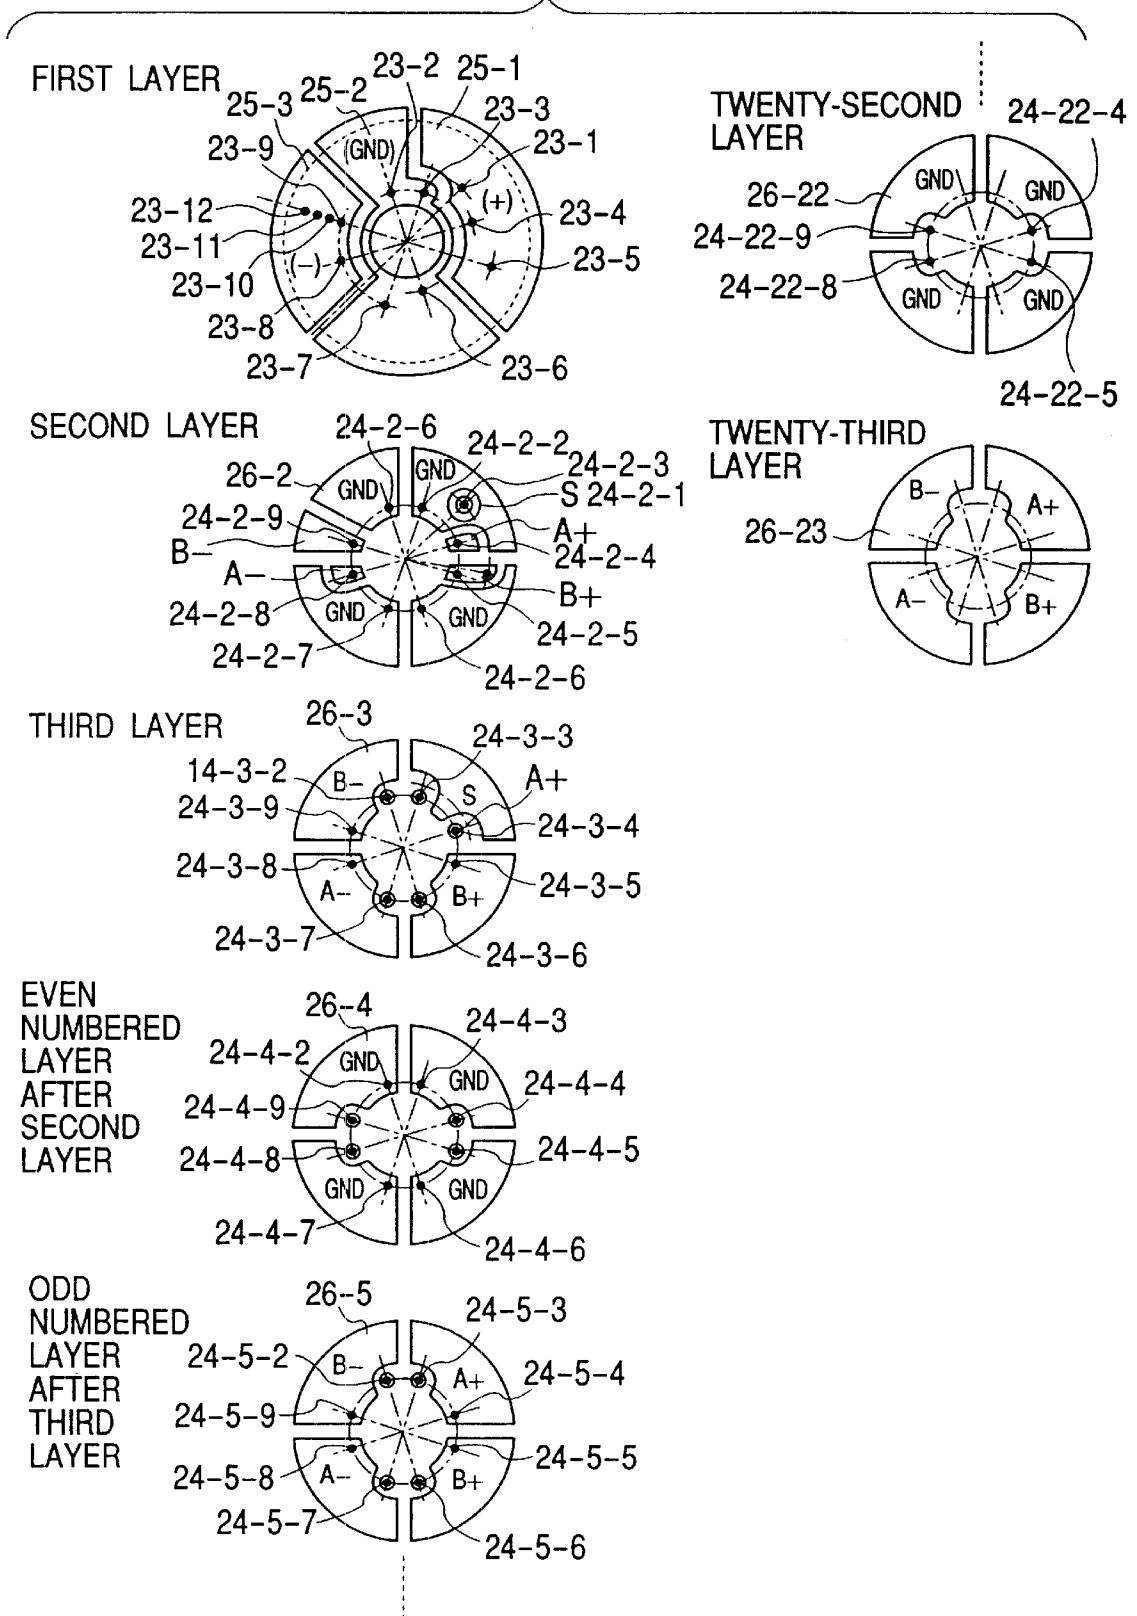 FIRST LAYER
23-2
25-1
25-2
25-3
23-3
23-9
23-1
(GND)
(+)
23-12
23-4
23-11
23-5
(-)
23-10
23-8
23-7
23-6
SECOND LAYER
24-2-6
24-2-2
26-2
GND
GND
24-2-3
S 24-2-1
24-2-9
A+
B-
24-2-4
A-
B+
24-2-8
GND
GND
24-2-5
24-2-7
24-2-6
THIRD LAYER
26-3
24-3-3
14-3-2
B-
S
A+
24-3-9
24-3-4
24-3-8
24-3-5
A-
B+
24-3-7
24-3-6
EVEN
NUMBERED
LAYER
AFTER
SECOND
LAYER
26-4
24-4-3
24-4-2
GND
GND
24-4-4
24-4-9
24-4-8
24-4-5
GND
GND
24-4-7
24-4-6
ODD
NUMBERED
LAYER
AFTER
THIRD
LAYER
26-5
24-5-3
24-5-2
B-
A+
24-5-4
24-5-9
24-5-5
24-5-8
A-
B+
24-5-7
24-5-6
TWENTY-SECOND
LAYER
24-22-4
26-22
GND
GND
24-22-9
24-22-8
GND
GND
24-22-5
TWENTY-THIRD
LAYER
B-
A+
26-23
A-
B+